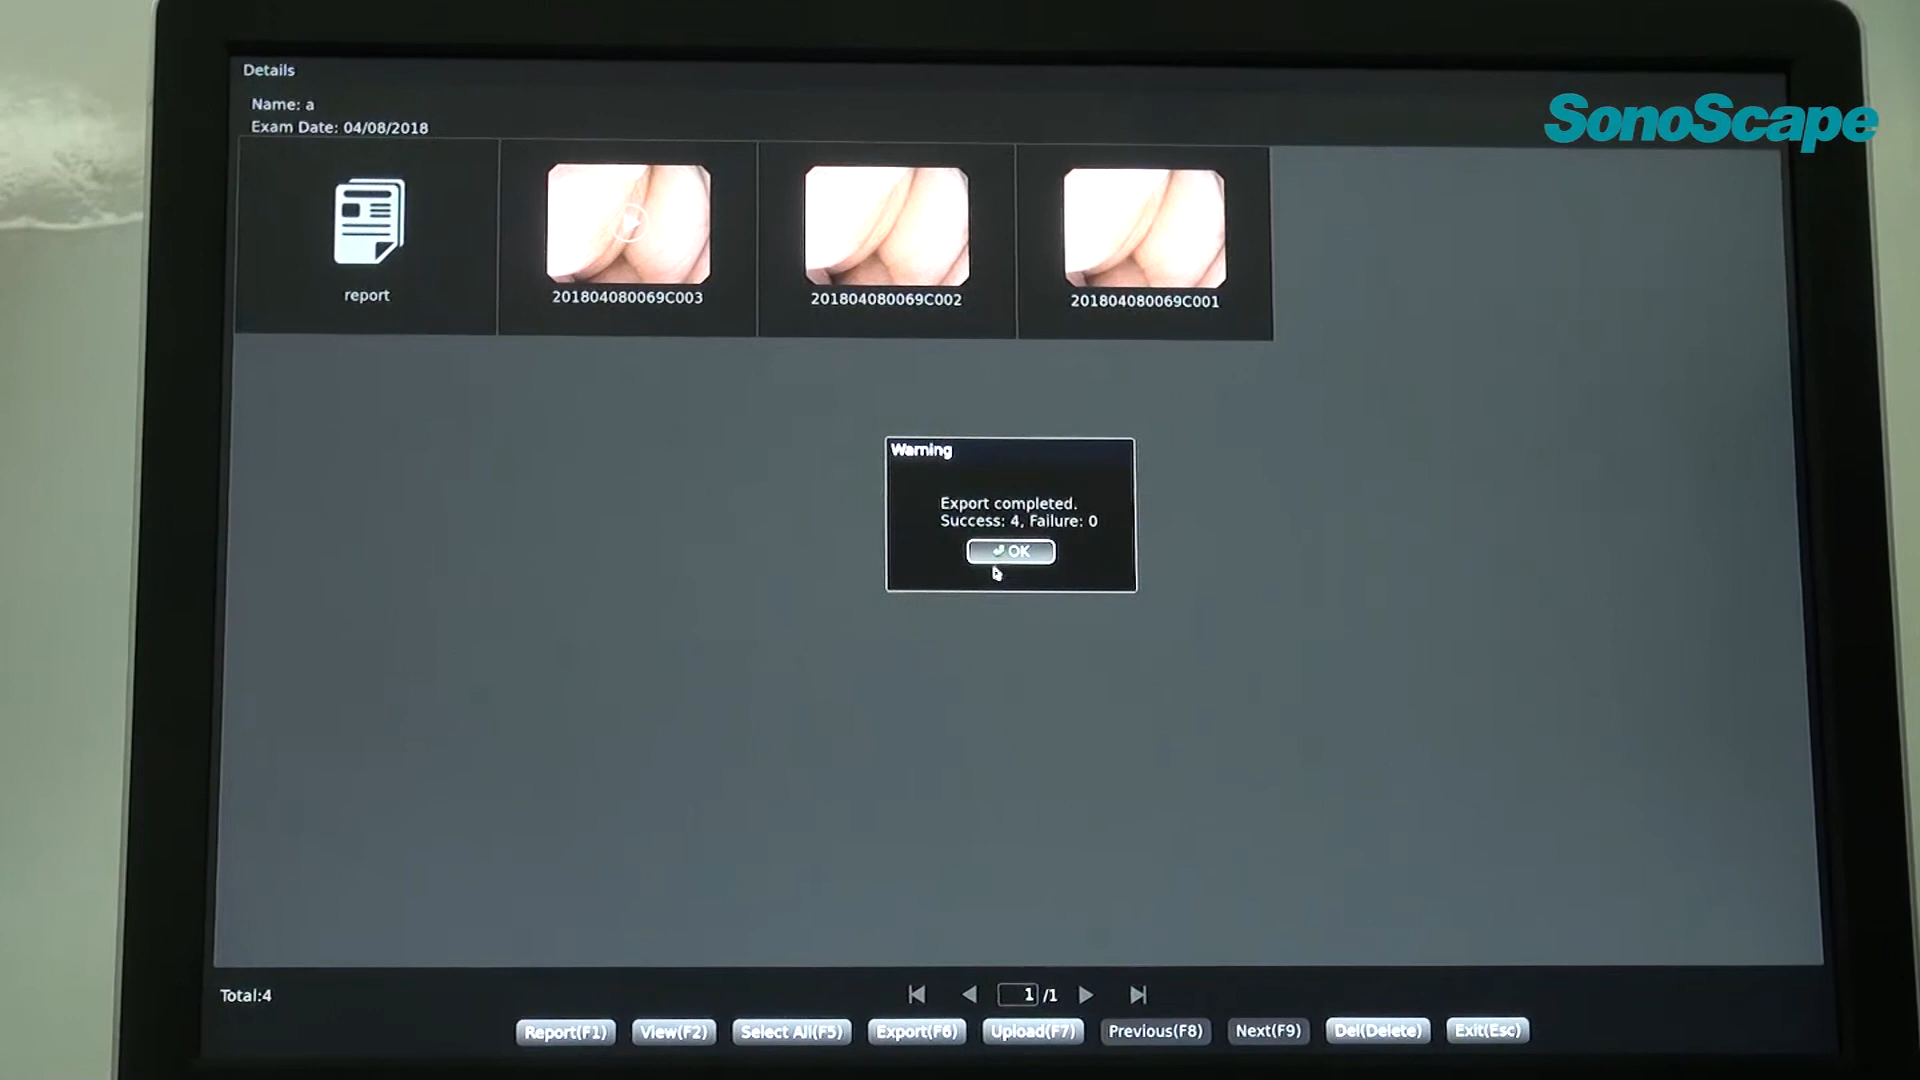 Details
SonoScape
Name: a
Exam Date: 04/08/2018
report
201804080069C003
201804080069C002
201804080069C001
Warning
Export completed.
Success: 4, Failure: 0
OK
Total:4
1 /1
Report(F1) View(F2) Select All(F5) Export(F6) Upload(F7) Previous(F8) Next(F9) Del(Delete) Exit(Esc)